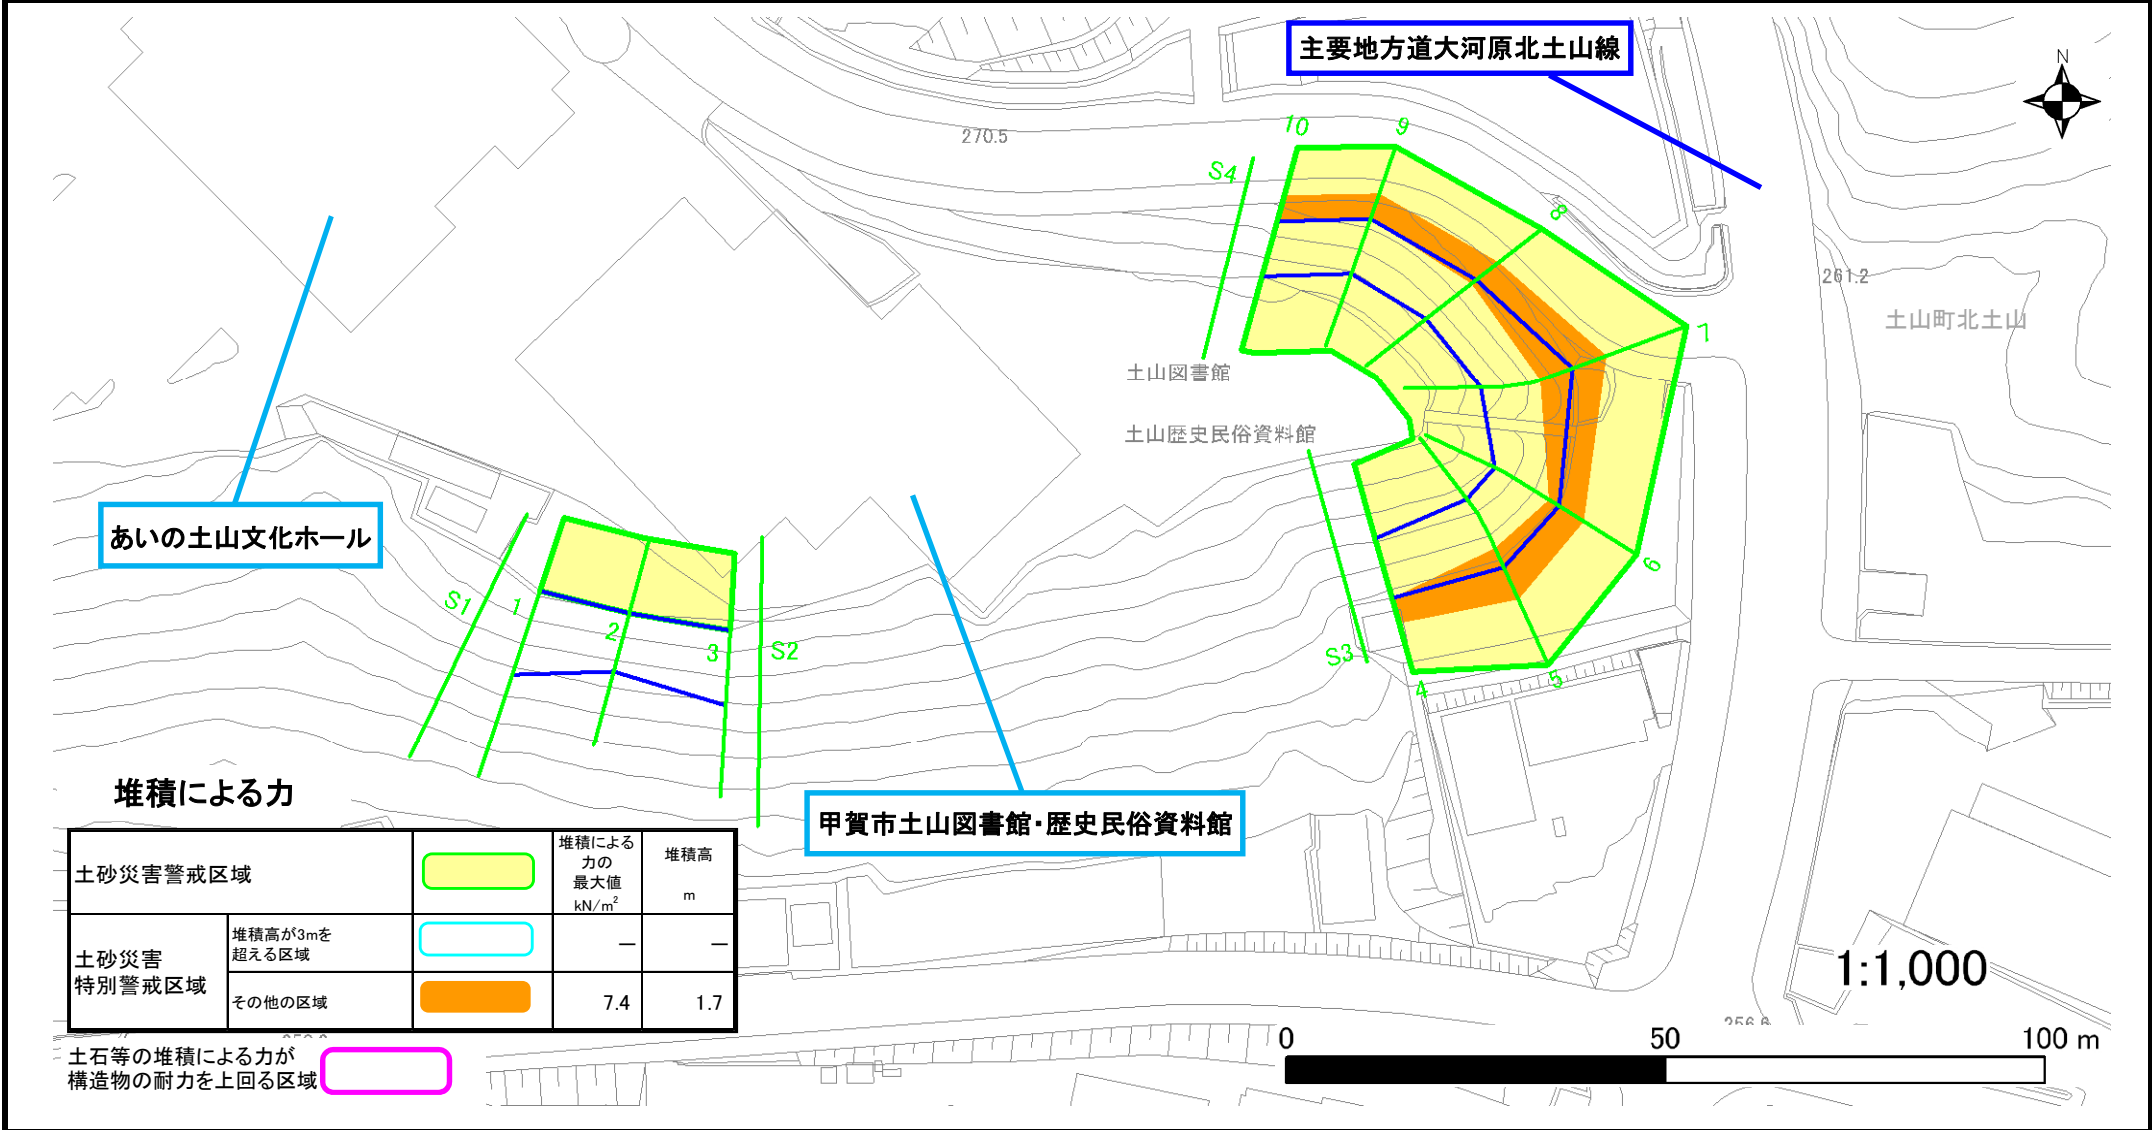 主要地方道大河原北土山線
N
270.5
10
9
S4
8
261.2
土山町北土山
7
土山図書館
土山歴史民俗資料館
あいの土山文化ホール
S1
1
2
3
S2
6
S3
4
5
堆積による力
甲賀市土山図書館・歴史民俗資料館
土砂災害警戒区域
堆積による
力の
最大値
kN/m²
堆積高
m
土砂災害
特別警戒区域
堆積高が3mを
超える区域
－
－
その他の区域
7.4
1.7
土石等の堆積による力が
構造物の耐力を上回る区域
1:1,000
256.6
0
50
100 m